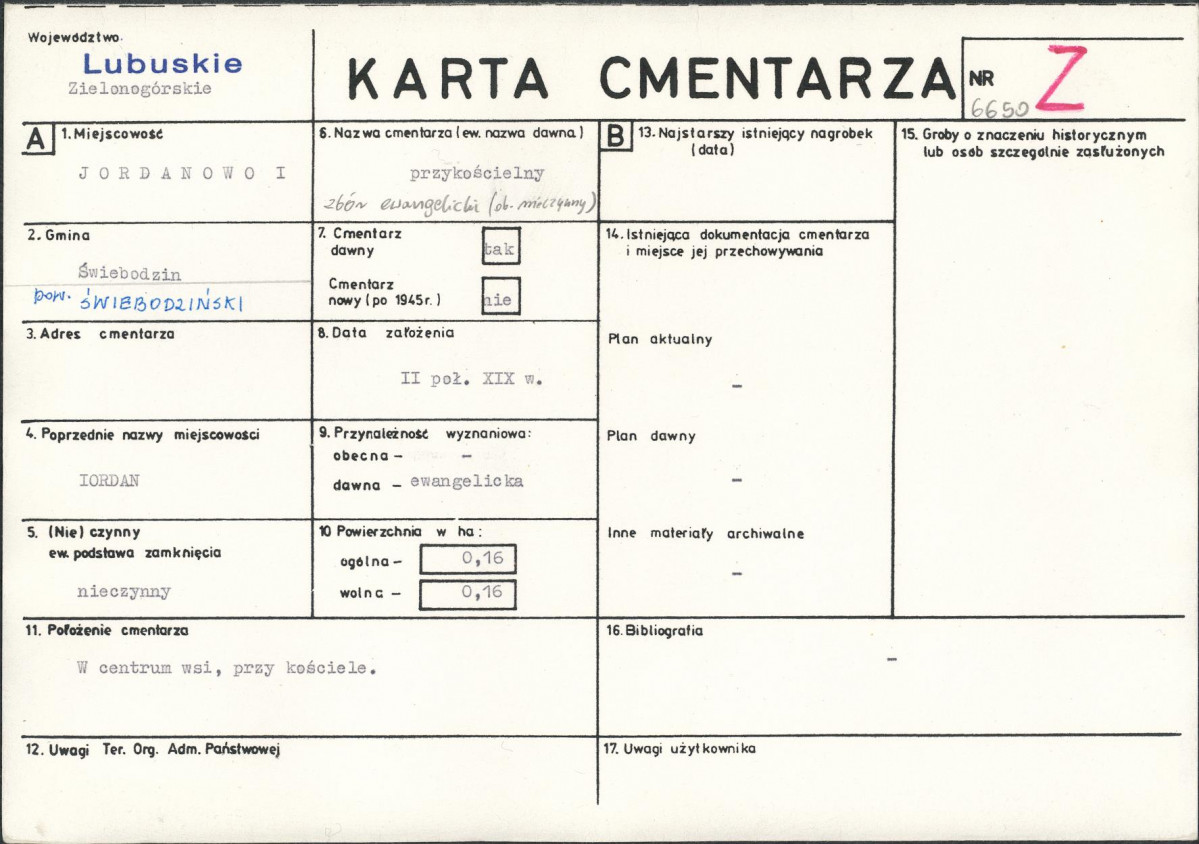 Województwo
Lubuskie
Zielonogórskie
KARTA CMENTARZA
NR
6650
Z
A
1. Miejscowość
JORDANOWO I
2. Gmina
Świebodzin
pow. ŚWIEBODZIŃSKI
3. Adres cmentarza
4. Poprzednie nazwy miejscowości
IORDAN
5. (Nie) czynny
ew. podstawa zamknięcia
nieczynny
6. Nazwa cmentarza (ew. nazwa dawna)
przykościelny
zbór ewangelicki (ob. nieczynny)
7. Cmentarz
dawny
tak
Cmentarz
nowy (po 1945r.)
nie
8. Data założenia
II poł. XIX w.
9. Przynależność wyznaniowa:
obecna – -
dawna – ewangelicka
10 Powierzchnia w ha:
ogólna – 0,16
wolna – 0,16
11. Położenie cmentarza
W centrum wsi, przy kościele.
12. Uwagi Ter. Org. Adm. Państwowej
B
13. Najstarszy istniejący nagrobek
(data)
14. Istniejąca dokumentacja cmentarza
i miejsce jej przechowywania
Plan aktualny
-
Plan dawny
-
Inne materiały archiwalne
-
15. Groby o znaczeniu historycznym
lub osób szczególnie zasłużonych
16. Bibliografia
-
17. Uwagi użytkownika